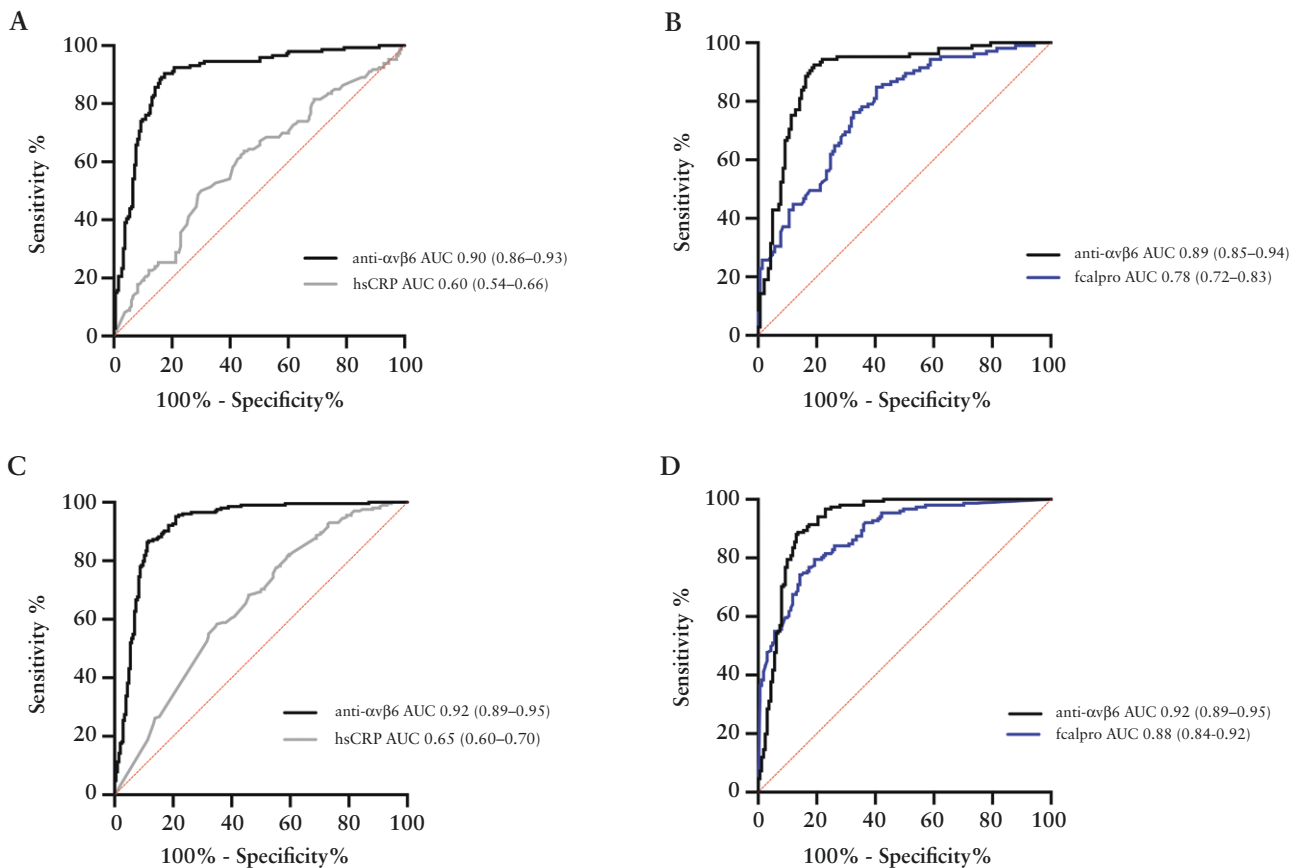 A
100
80
60
40
20
0
Sensitivity %
anti-αvβ6 AUC 0.90 (0.86–0.93)
hsCRP AUC 0.60 (0.54–0.66)
0 20 40 60 80 100
100% - Specificity%
B
100
80
60
40
20
0
Sensitivity %
anti-αvβ6 AUC 0.89 (0.85–0.94)
fcalpro AUC 0.78 (0.72–0.83)
0 20 40 60 80 100
100% - Specificity%
C
100
80
60
40
20
0
Sensitivity %
anti-αvβ6 AUC 0.92 (0.89–0.95)
hsCRP AUC 0.65 (0.60–0.70)
0 20 40 60 80 100
100% - Specificity%
D
100
80
60
40
20
0
Sensitivity %
anti-αvβ6 AUC 0.92 (0.89–0.95)
fcalpro AUC 0.88 (0.84-0.92)
0 20 40 60 80 100
100% - Specificity%